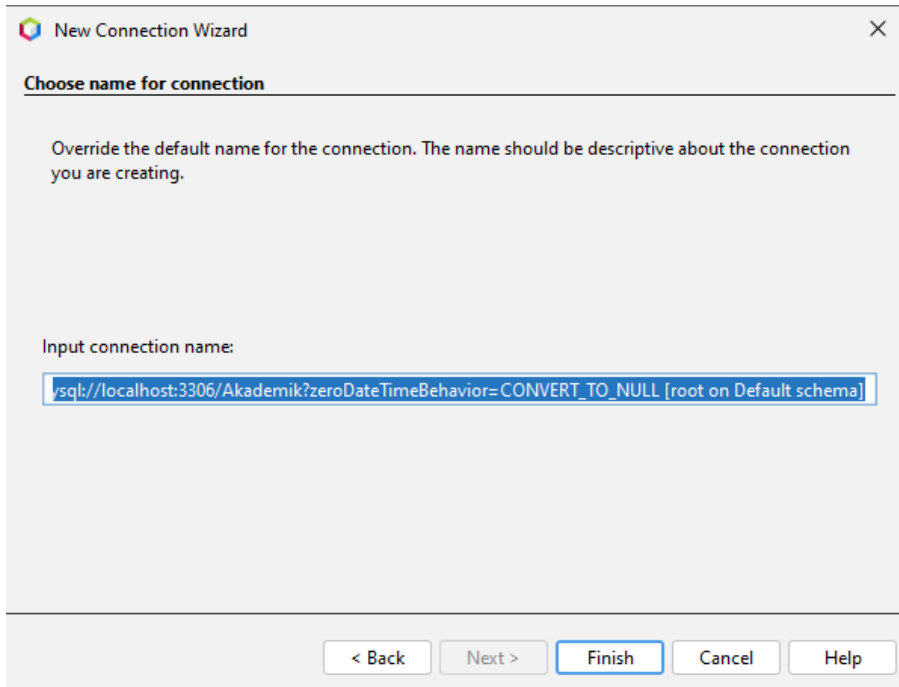 New Connection Wizard
Choose name for connection
Override the default name for the connection. The name should be descriptive about the connection
you are creating.
Input connection name:
ysql://localhost:3306/Akademik?zeroDateTimeBehavior=CONVERT_TO_NULL [root on Default schema]
< Back Next > Finish Cancel Help